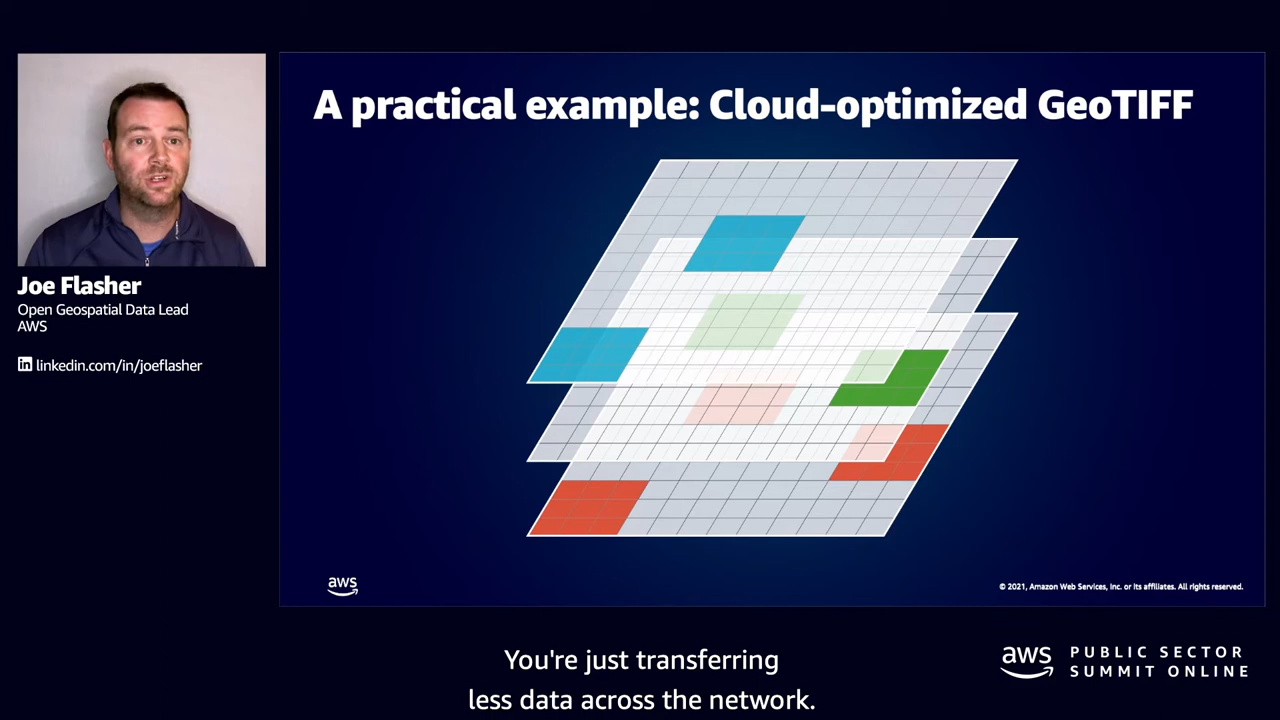 A practical example: Cloud-optimized GeoTIFF
Joe Flasher
Open Geospatial Data Lead
AWS
in linkedin.com/in/joeflasher
aws
© 2021, Amazon Web Services, Inc. or its affiliates. All rights reserved.
You're just transferring
less data across the network.
aws PUBLIC SECTOR
SUMMIT ONLINE